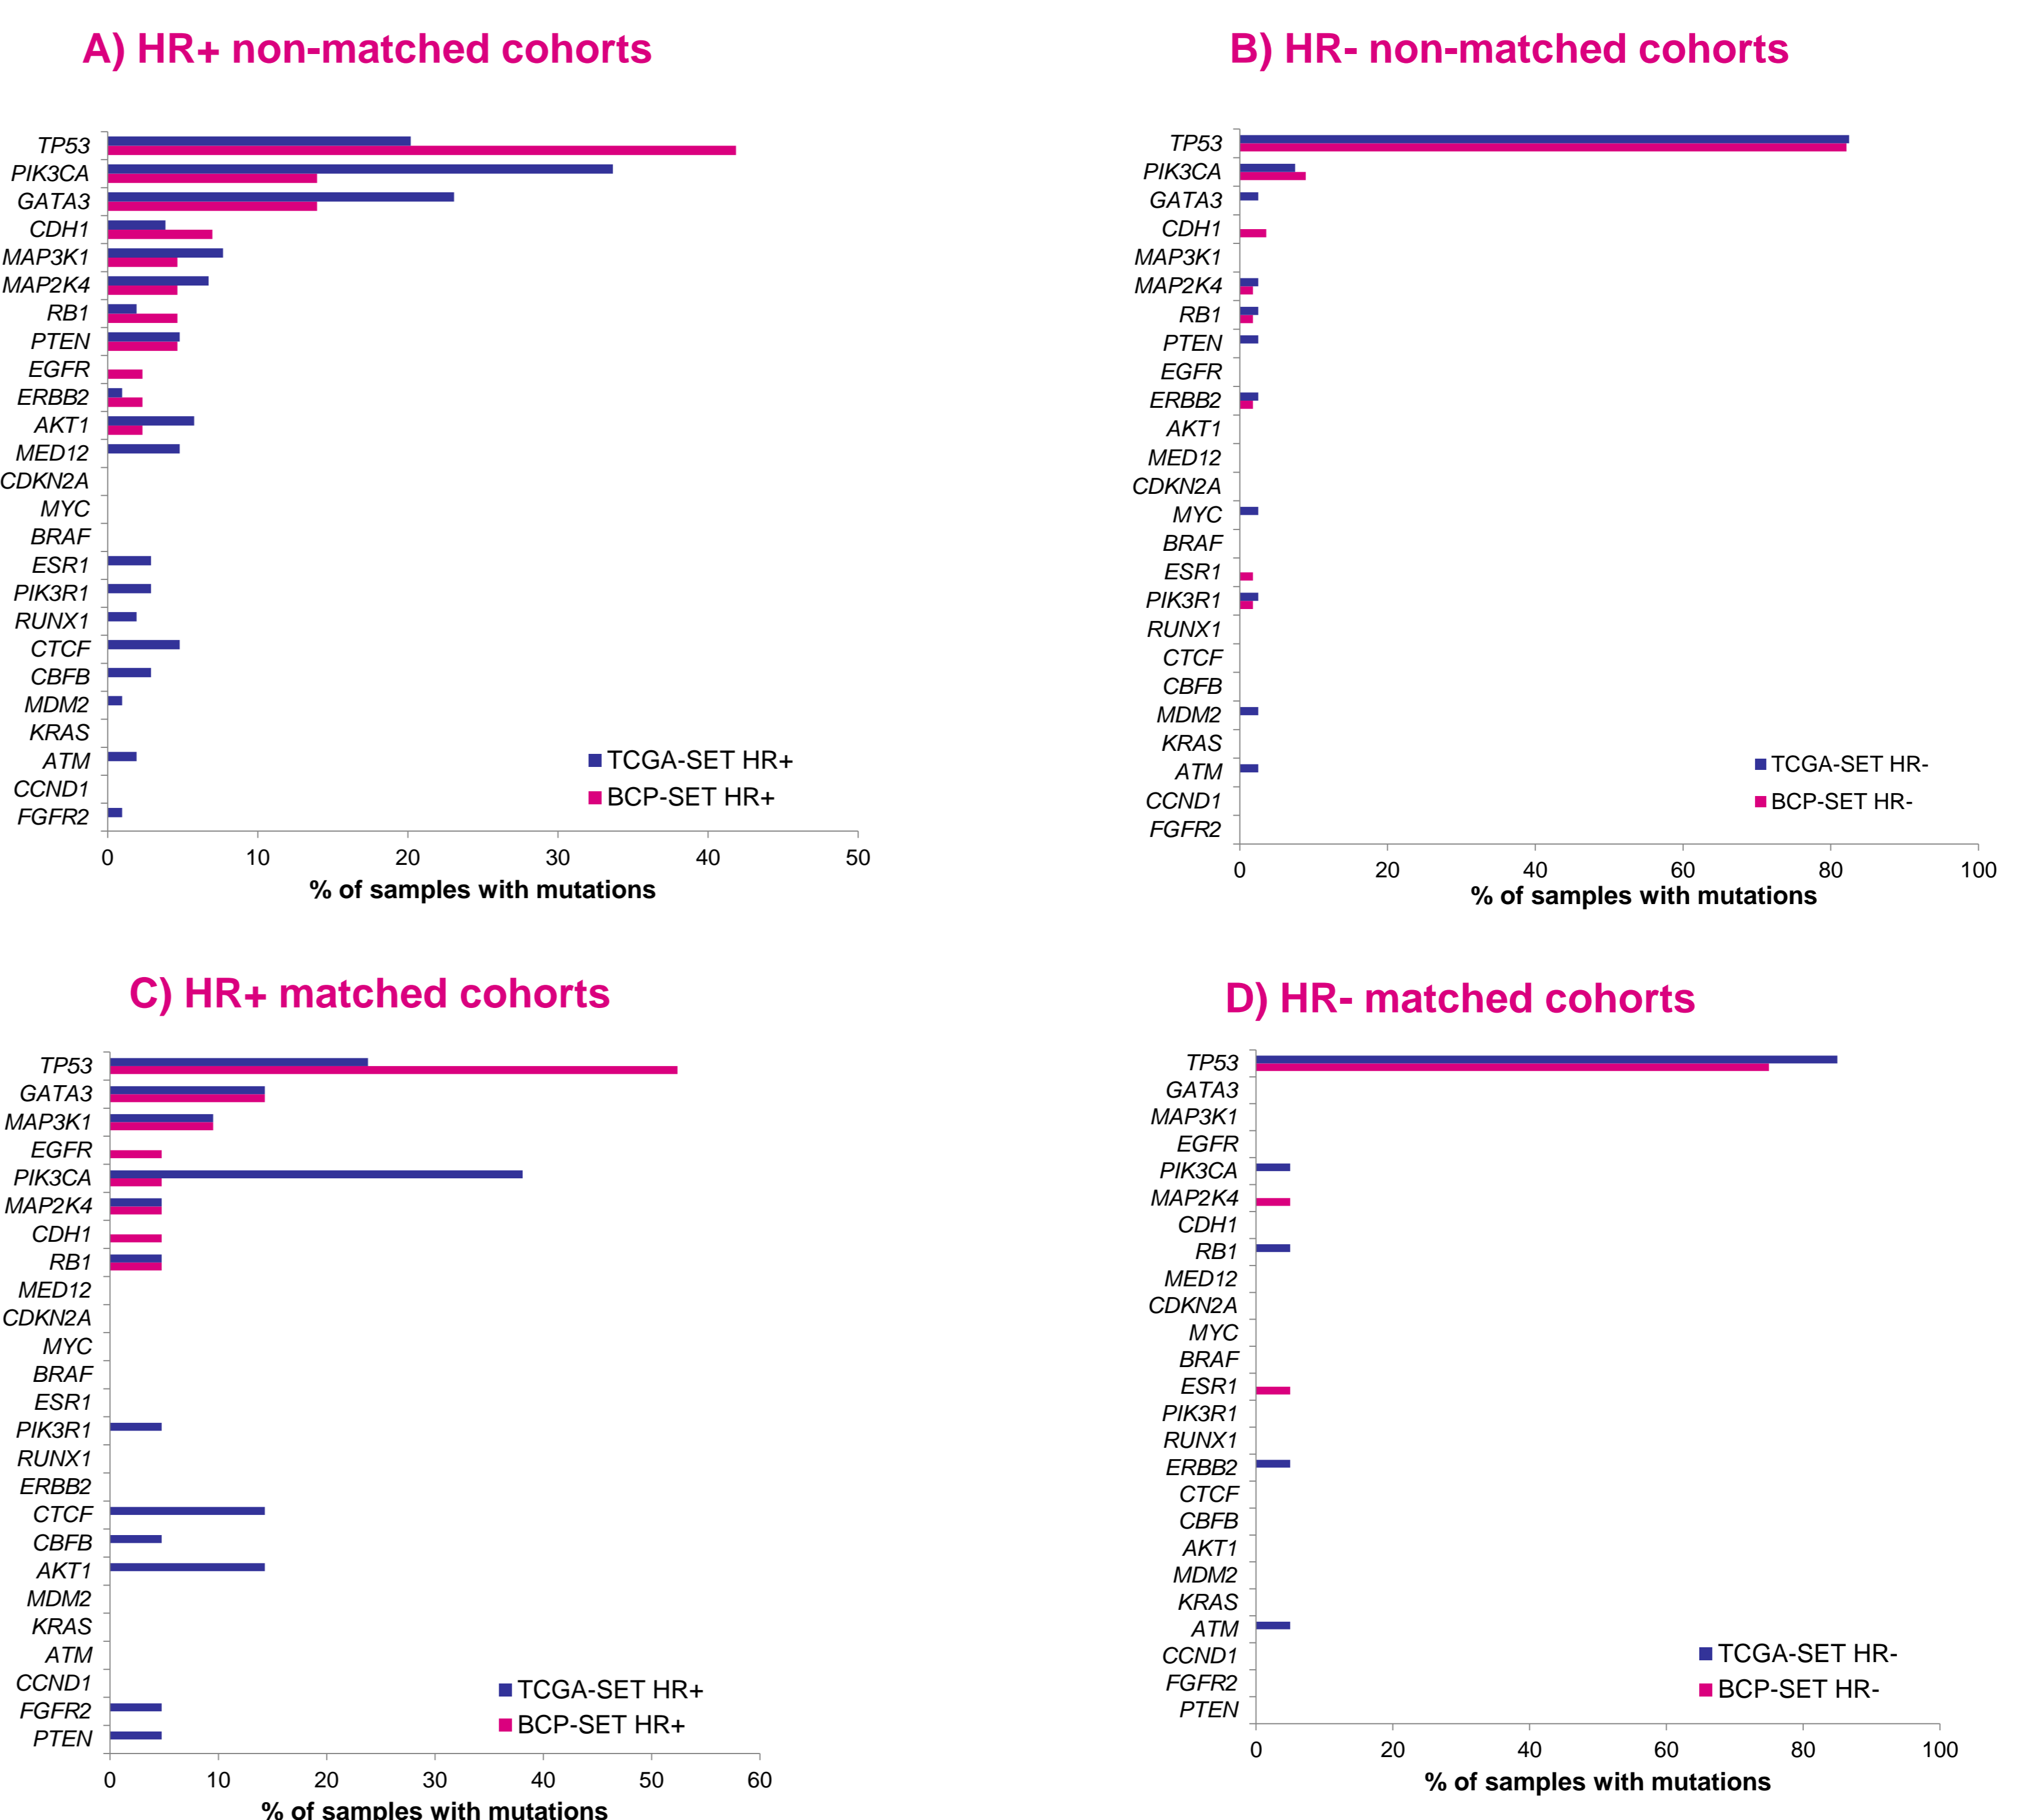 A) HR+ non-matched cohorts
TP53
PIK3CA
GATA3
CDH1
MAP3K1
MAP2K4
RB1
PTEN
EGFR
ERBB2
AKT1
MED12
CDKN2A
MYC
BRAF
ESR1
PIK3R1
RUNX1
CTCF
CBFB
MDM2
KRAS
ATM
CCND1
FGFR2
TCGA-SET HR+
BCP-SET HR+
0 10 20 30 40 50
% of samples with mutations
B) HR- non-matched cohorts
TP53
PIK3CA
GATA3
CDH1
MAP3K1
MAP2K4
RB1
PTEN
EGFR
ERBB2
AKT1
MED12
CDKN2A
MYC
BRAF
ESR1
PIK3R1
RUNX1
CTCF
CBFB
MDM2
KRAS
ATM
CCND1
FGFR2
TCGA-SET HR-
BCP-SET HR-
0 20 40 60 80 100
% of samples with mutations
C) HR+ matched cohorts
TP53
GATA3
MAP3K1
EGFR
PIK3CA
MAP2K4
CDH1
RB1
MED12
CDKN2A
MYC
BRAF
ESR1
PIK3R1
RUNX1
ERBB2
CTCF
CBFB
AKT1
MDM2
KRAS
ATM
CCND1
FGFR2
PTEN
TCGA-SET HR+
BCP-SET HR+
0 10 20 30 40 50 60
% of samples with mutations
D) HR- matched cohorts
TP53
GATA3
MAP3K1
EGFR
PIK3CA
MAP2K4
CDH1
RB1
MED12
CDKN2A
MYC
BRAF
ESR1
PIK3R1
RUNX1
ERBB2
CTCF
CBFB
AKT1
MDM2
KRAS
ATM
CCND1
FGFR2
PTEN
TCGA-SET HR-
BCP-SET HR-
0 20 40 60 80 100
% of samples with mutations